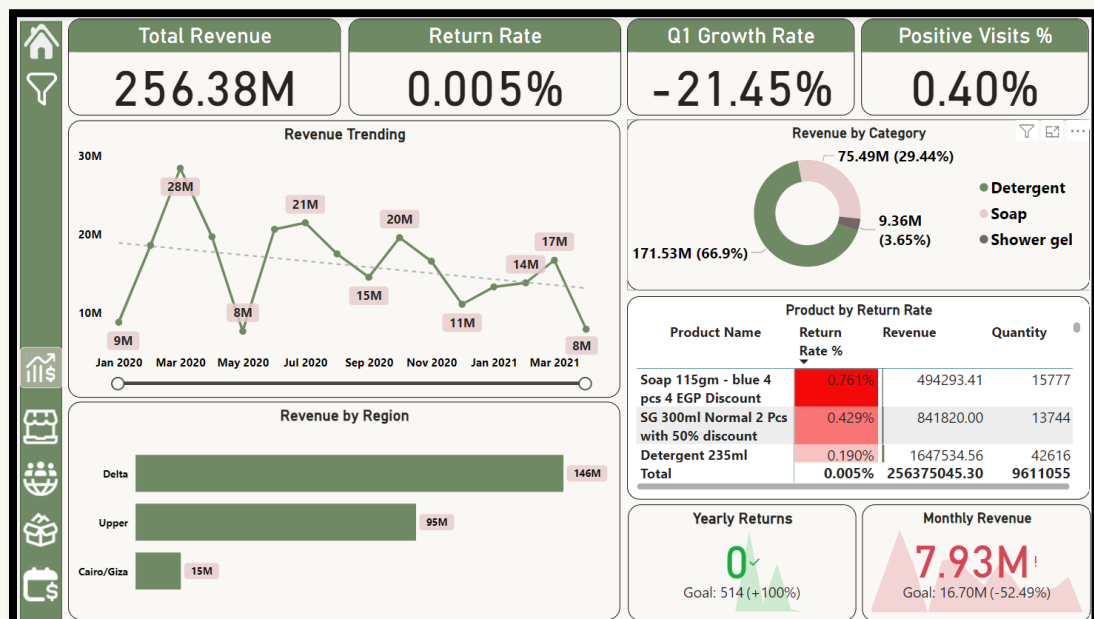 Total Revenue
256.38M
Return Rate
0.005%
Q1 Growth Rate
-21.45%
Positive Visits %
0.40%
Revenue Trending
30M
20M
10M
9M
28M
8M
21M
15M
20M
11M
14M
17M
8M
Jan 2020 Mar 2020 May 2020 Jul 2020 Sep 2020 Nov 2020 Jan 2021 Mar 2021
Revenue by Category
75.49M (29.44%)
9.36M
(3.65%)
171.53M (66.9%)
Detergent
Soap
Shower gel
Revenue by Region
Delta 146M
Upper 95M
Cairo/Giza 15M
Product by Return Rate
Product Name Return Revenue Quantity
Rate %
Soap 115gm - blue 4 0.761% 494293.41 15777
pcs 4 EGP Discount
SG 300ml Normal 2 Pcs 0.429% 841820.00 13744
with 50% discount
Detergent 235ml 0.190% 1647534.56 42616
Total 0.005% 256375045.30 9611055
Yearly Returns
0
Goal: 514 (+100%)
Monthly Revenue
7.93M!
Goal: 16.70M (-52.49%)